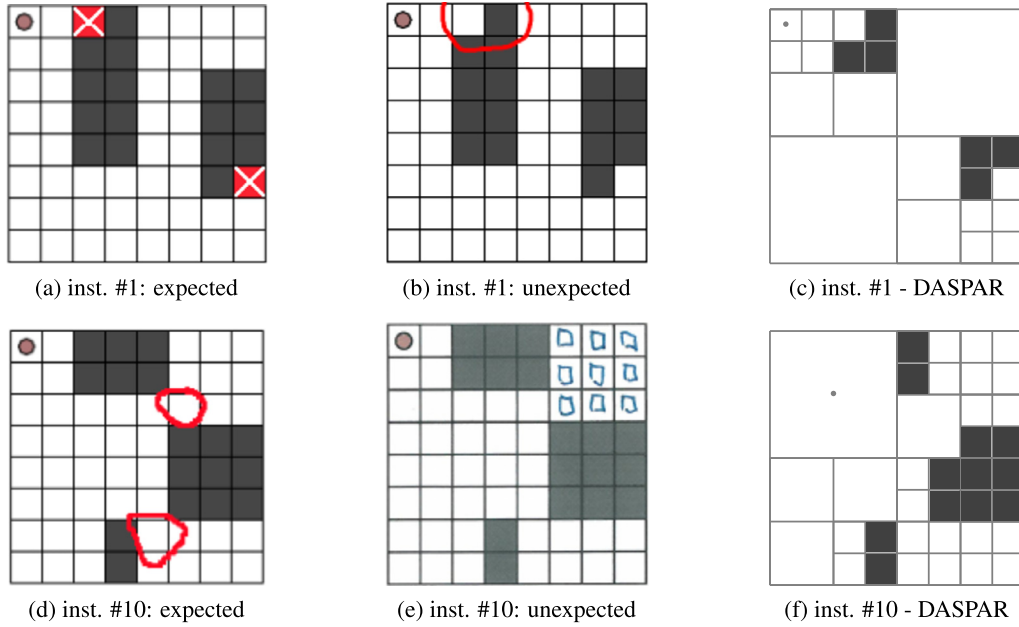 (a) inst. #1: expected
(b) inst. #1: unexpected
(c) inst. #1 - DASPAR
(d) inst. #10: expected
(e) inst. #10: unexpected
(f) inst. #10 - DASPAR